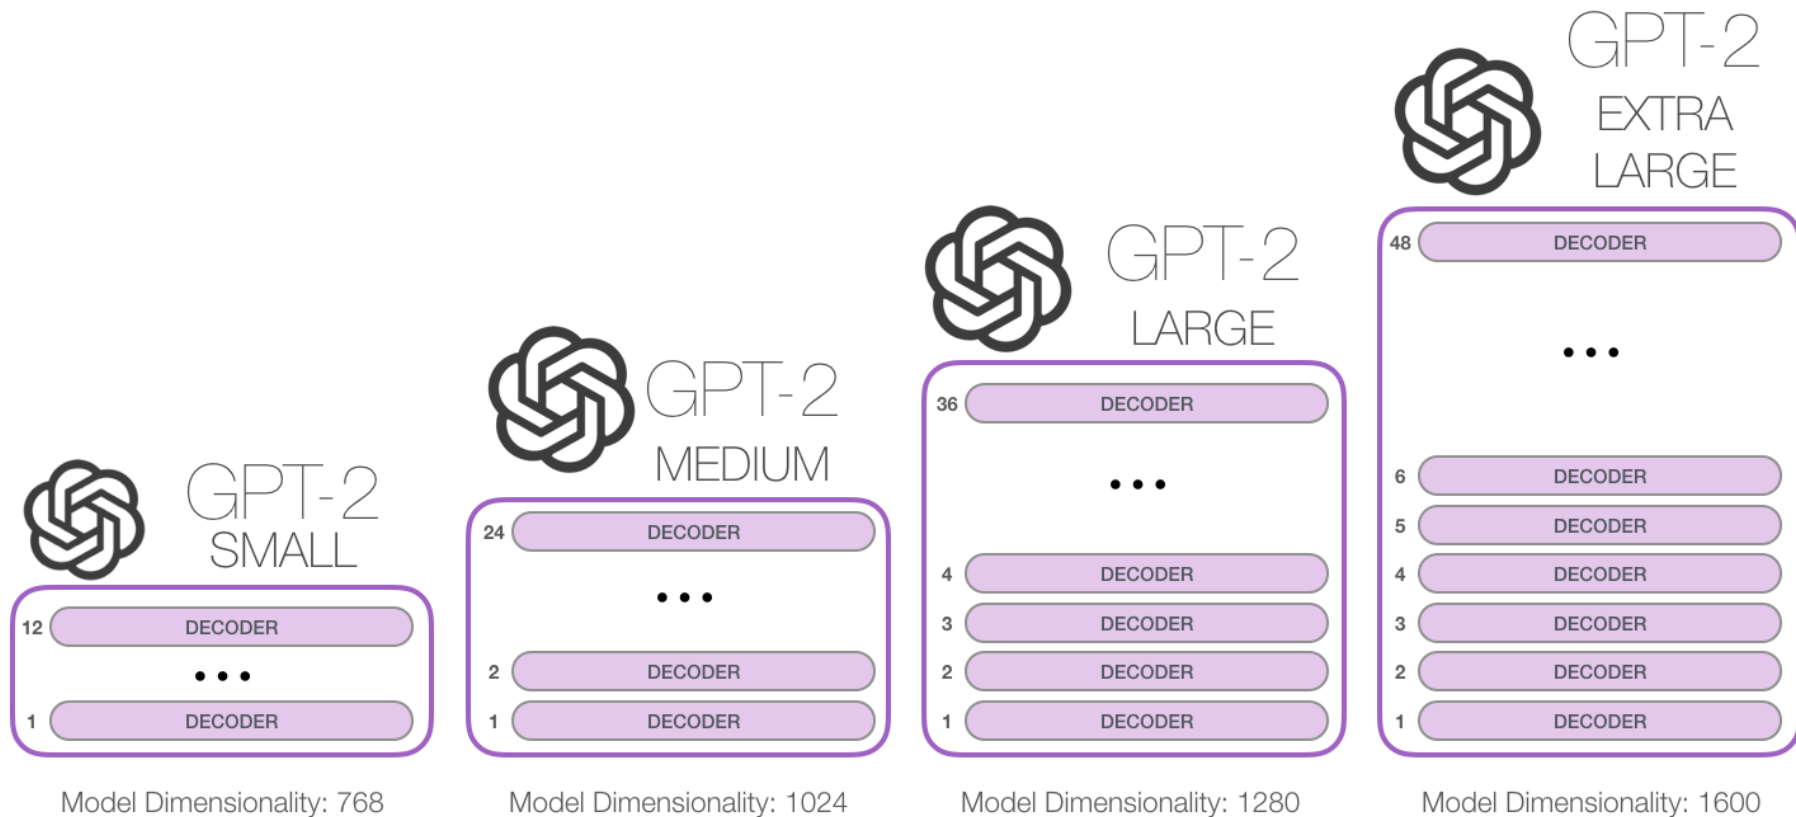 GPT-2
SMALL
12 DECODER
...
1 DECODER
Model Dimensionality: 768
GPT-2
MEDIUM
24 DECODER
...
2 DECODER
1 DECODER
Model Dimensionality: 1024
GPT-2
LARGE
36 DECODER
...
4 DECODER
3 DECODER
2 DECODER
1 DECODER
Model Dimensionality: 1280
GPT-2
EXTRA
LARGE
48 DECODER
...
6 DECODER
5 DECODER
4 DECODER
3 DECODER
2 DECODER
1 DECODER
Model Dimensionality: 1600